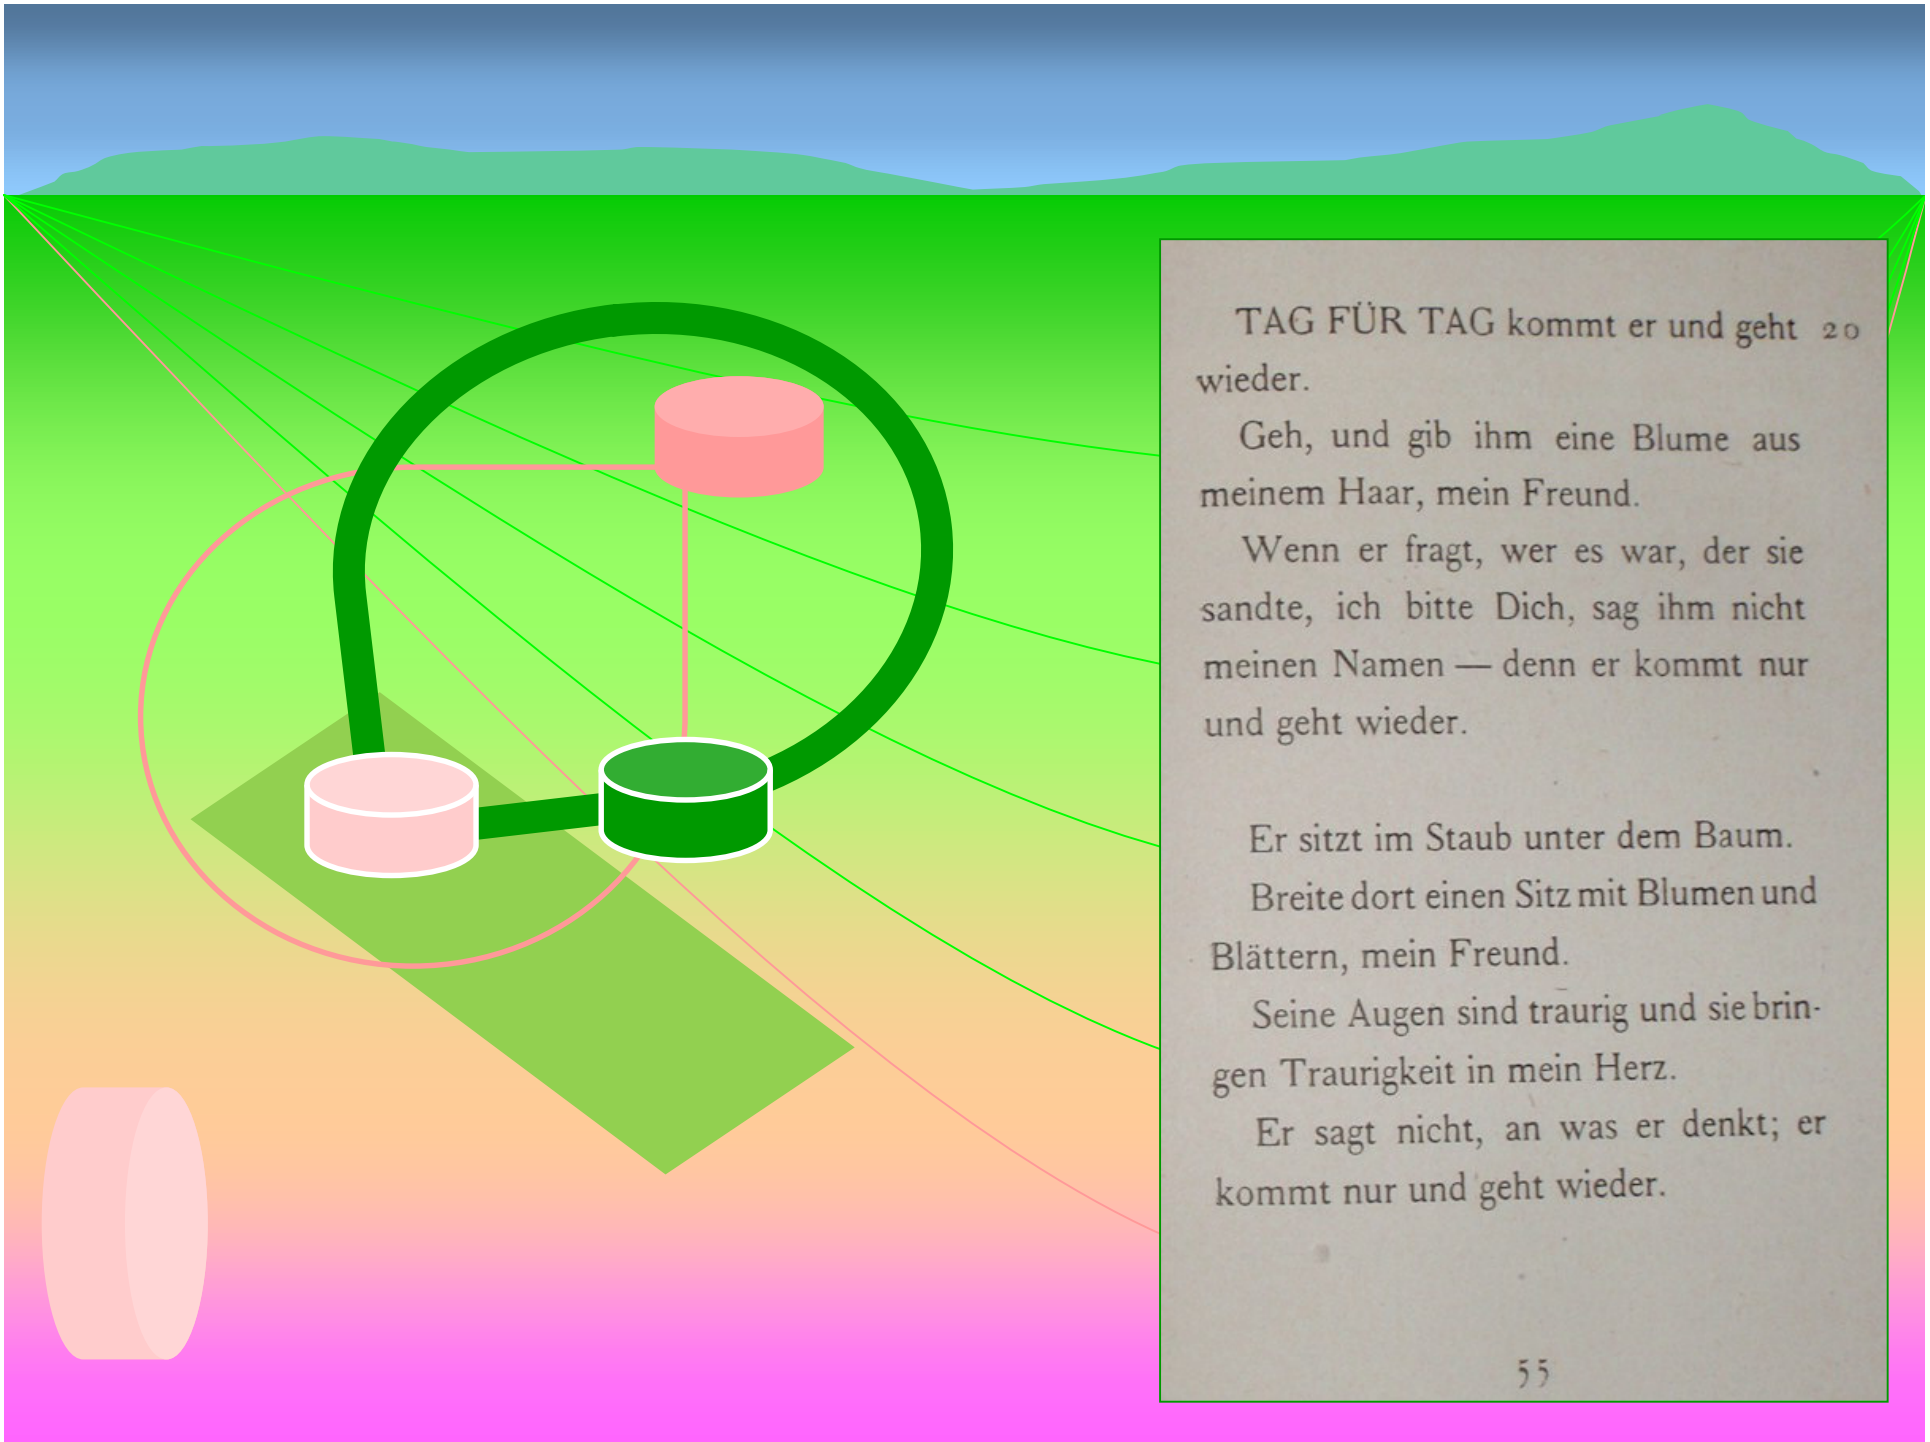 TAG FÜR TAG kommt er und geht 20
wieder.
Geh, und gib ihm eine Blume aus
meinem Haar, mein Freund.
Wenn er fragt, wer es war, der sie
sandte, ich bitte Dich, sag ihm nicht
meinen Namen — denn er kommt nur
und geht wieder.
Er sitzt im Staub unter dem Baum.
Breite dort einen Sitz mit Blumen und
Blättern, mein Freund.
Seine Augen sind traurig und sie brin-
gen Traurigkeit in mein Herz.
Er sagt nicht, an was er denkt; er
kommt nur und geht wieder.
55